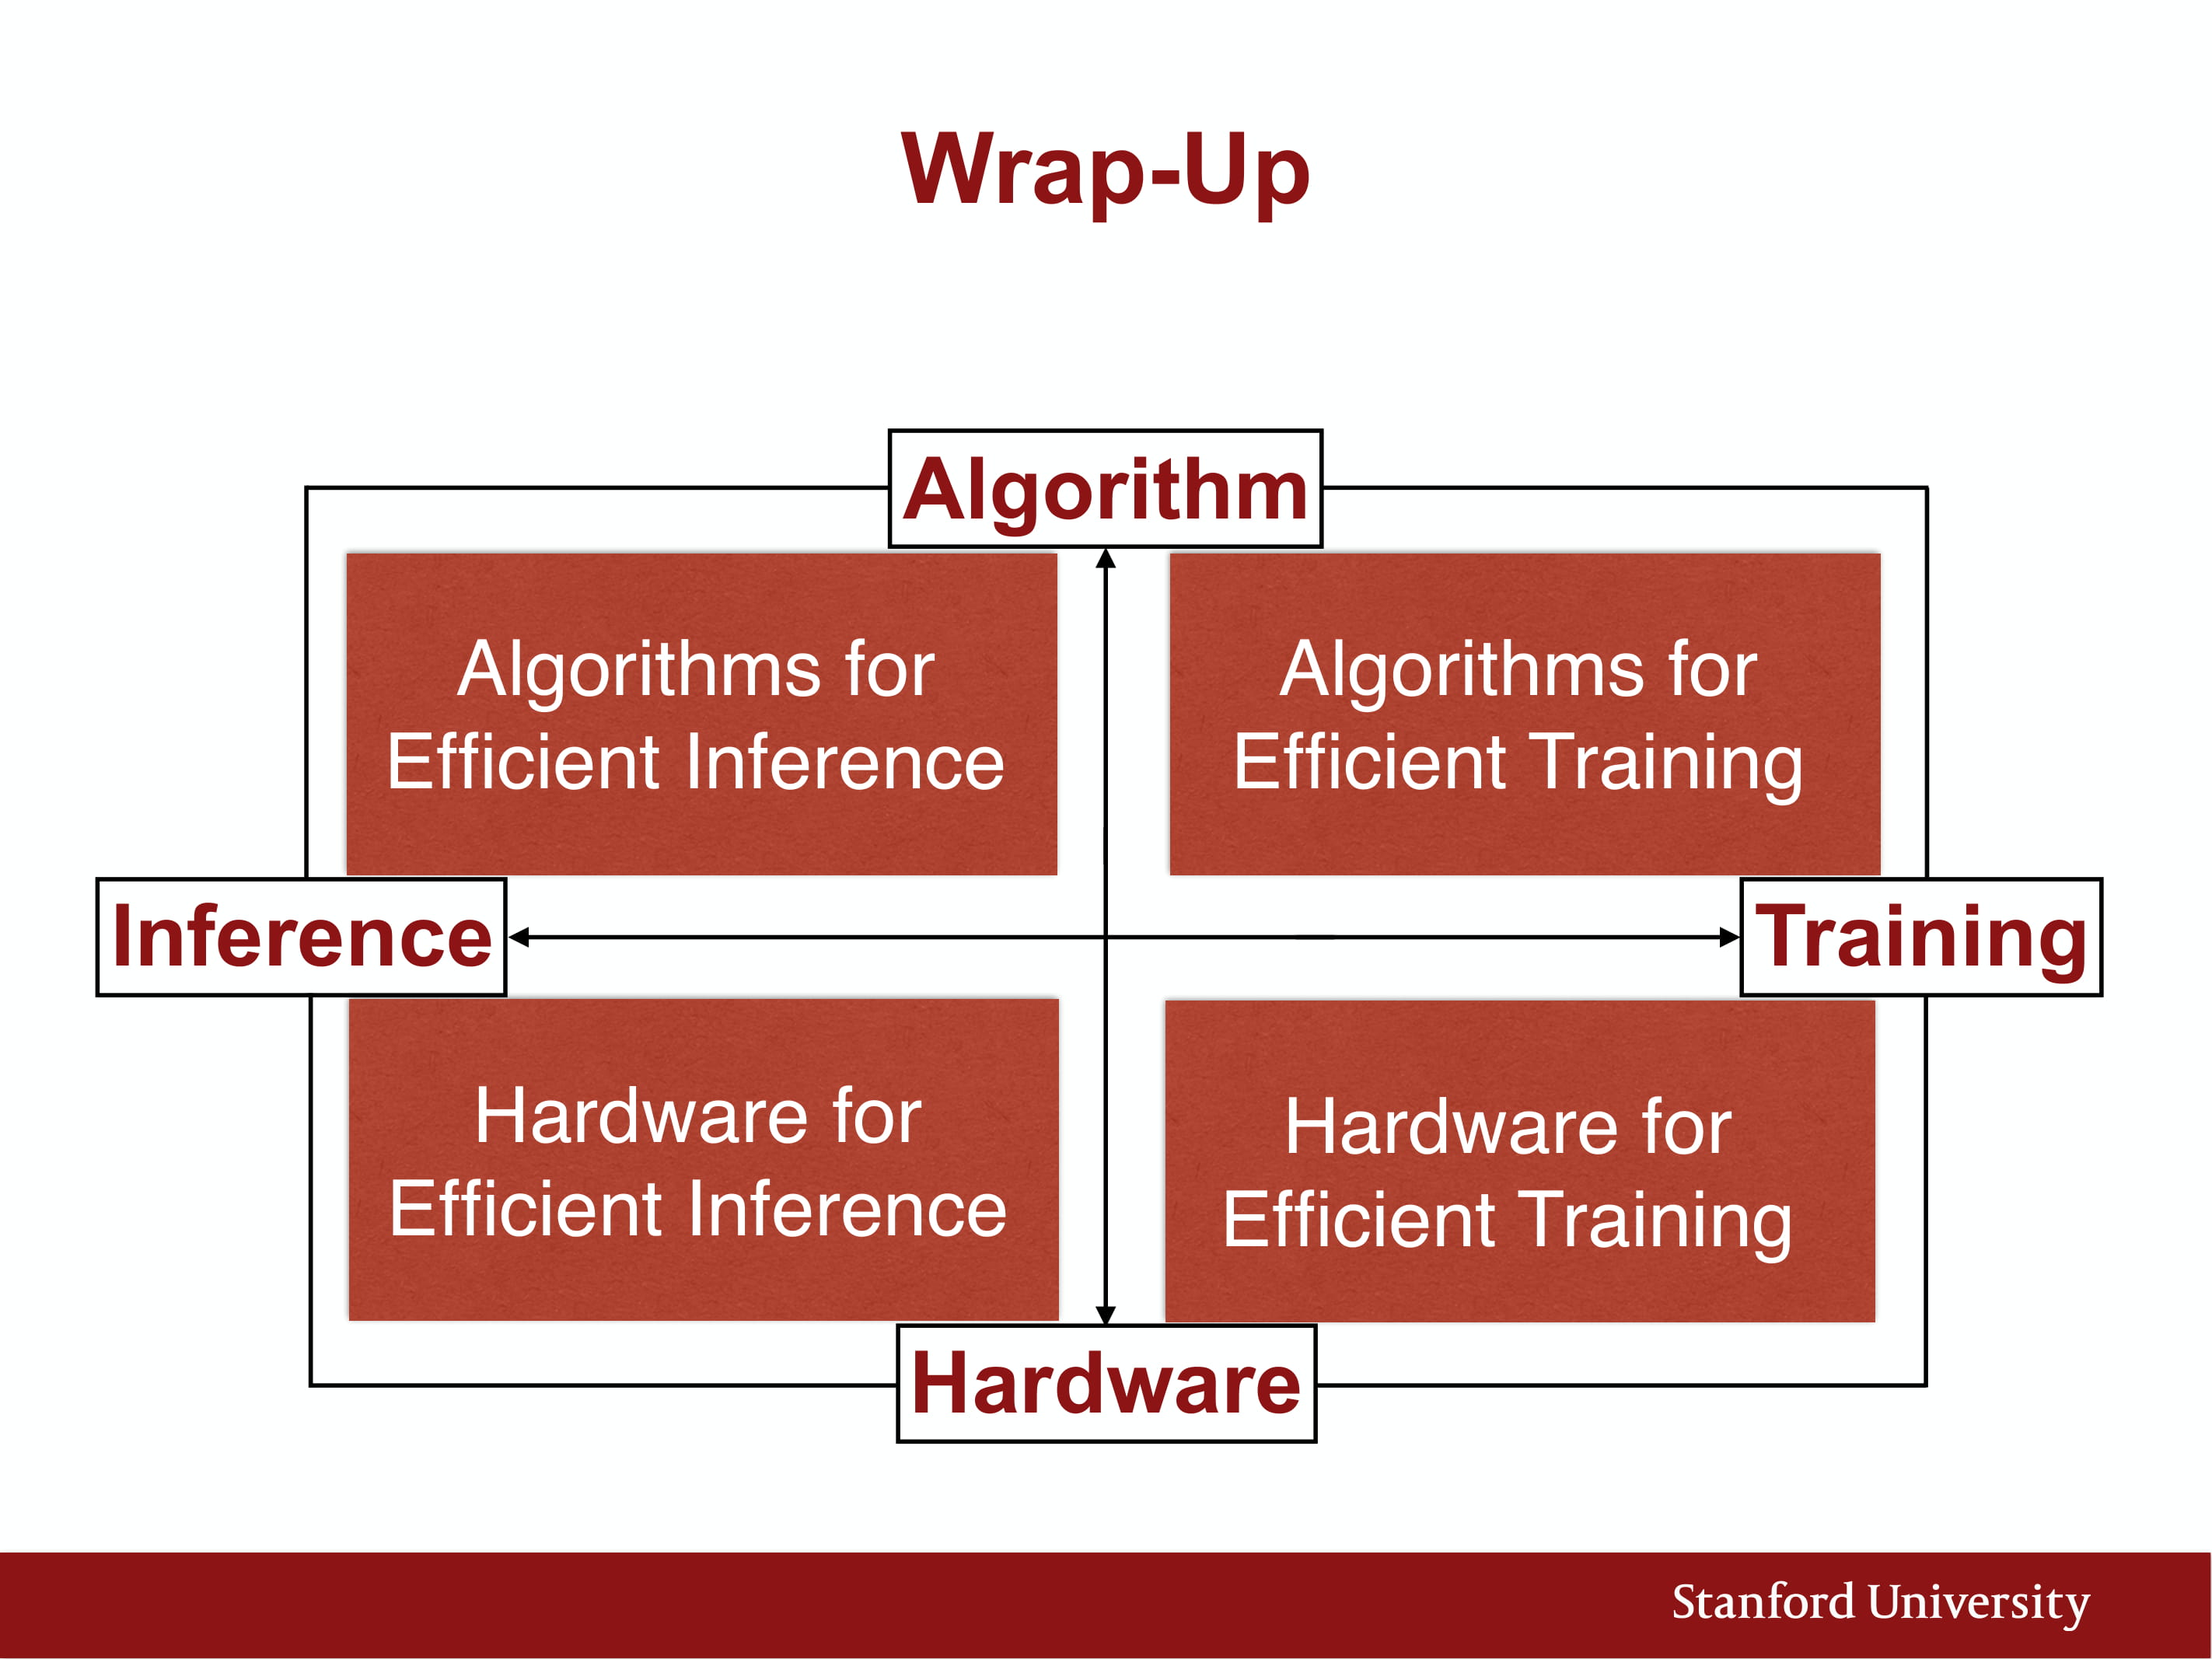 Wrap-Up
Algorithm
Algorithms for
Efficient Inference
Algorithms for
Efficient Training
Inference
Training
Hardware for
Efficient Inference
Hardware for
Efficient Training
Hardware
Stanford University